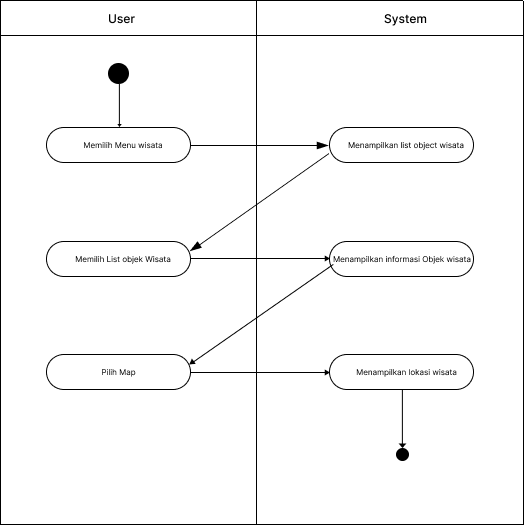 User
System
Memilih Menu wisata
Menampilkan list object wisata
Memilih List objek Wisata
Menampilkan informasi Objek wisata
Pilih Map
Menampilkan lokasi wisata